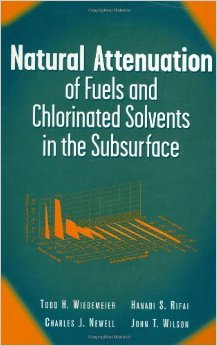 Natural Attenuation
of Fuels and
Chlorinated Solvents
in the Subsurface
TODD H. WIEDEMEIER HANADI S. RIFAI
CHARLES J. NEWELL JOHN T. WILSON